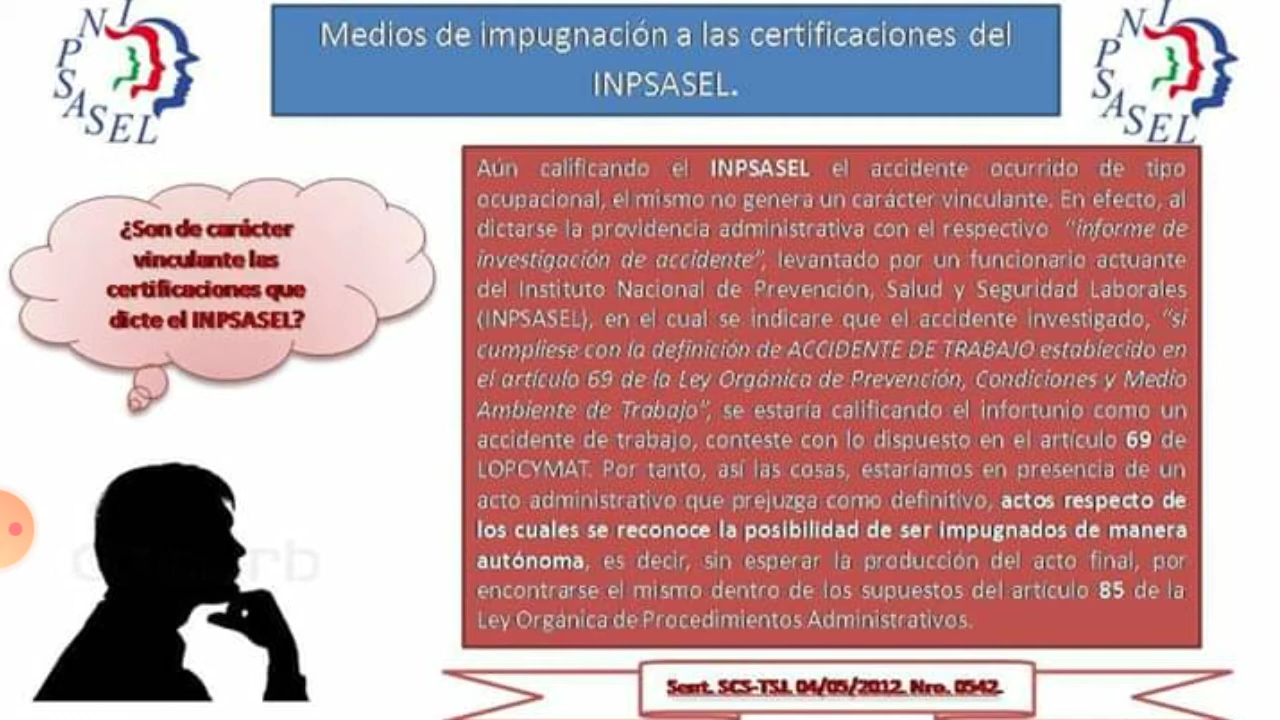 INPSASEL
Medios de impugnación a las certificaciones del
INPSASEL.
INPSASEL
¿Son de carácter
vinculante las
certificaciones que
dicte el INPSASEL?
Aún calificando el INPSASEL el accidente ocurrido de tipo
ocupacional, el mismo no genera un carácter vinculante. En efecto, al
dictarse la providencia administrativa con el respectivo "informe de
investigación de accidente", levantado por un funcionario actuante
del Instituto Nacional de Prevención, Salud y Seguridad Laborales
(INPSASEL), en el cual se indicare que el accidente investigado, "si
cumpliese con la definición de ACCIDENTE DE TRABAJO establecido en
el artículo 69 de la Ley Orgánica de Prevención, Condiciones y Medio
Ambiente de Trabajo", se estaría calificando el infortunio como un
accidente de trabajo, conteste con lo dispuesto en el artículo 69 de
LOPCYMAT. Por tanto, así las cosas, estaríamos en presencia de un
acto administrativo que prejuzga como definitivo, actos respecto de
los cuales se reconoce la posibilidad de ser impugnados de manera
autónoma, es decir, sin esperar la producción del acto final, por
encontrarse el mismo dentro de los supuestos del artículo 85 de la
Ley Orgánica de Procedimientos Administrativos.
Sent. SCS-TSJ. 04/05/2012. Nro. 0542.